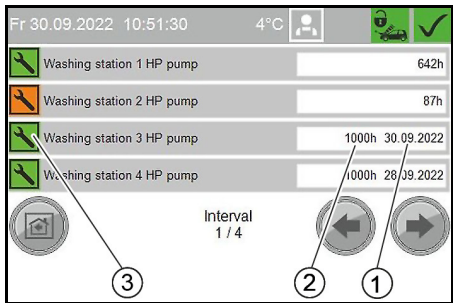 Fr 30.09.2022 10:51:30 4°C
Washing station 1 HP pump 642h
Washing station 2 HP pump 87h
Washing station 3 HP pump 1000h 30.09.2022
Washing station 4 HP pump 1000h 28.09.2022
Interval
1 / 4
3 2 1